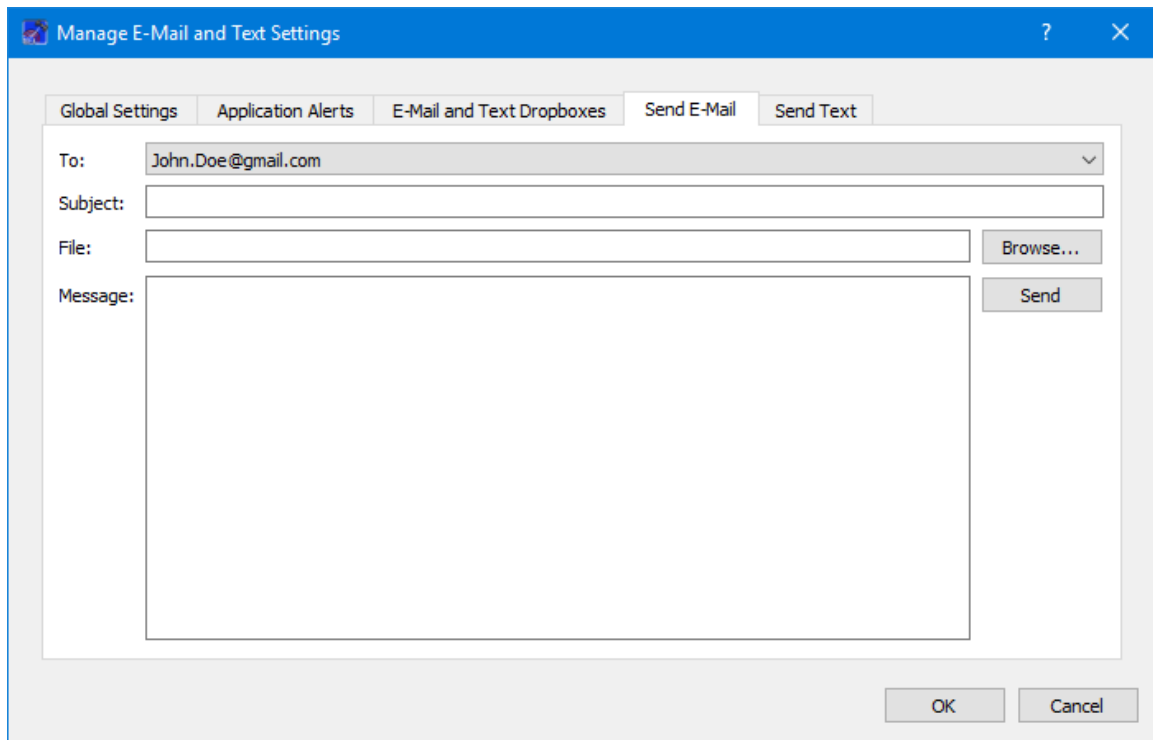 Manage E-Mail and Text Settings ?
Global Settings Application Alerts E-Mail and Text Dropboxes Send E-Mail Send Text
To: John.Doe@gmail.com
Subject:
File: Browse...
Message: Send
OK Cancel